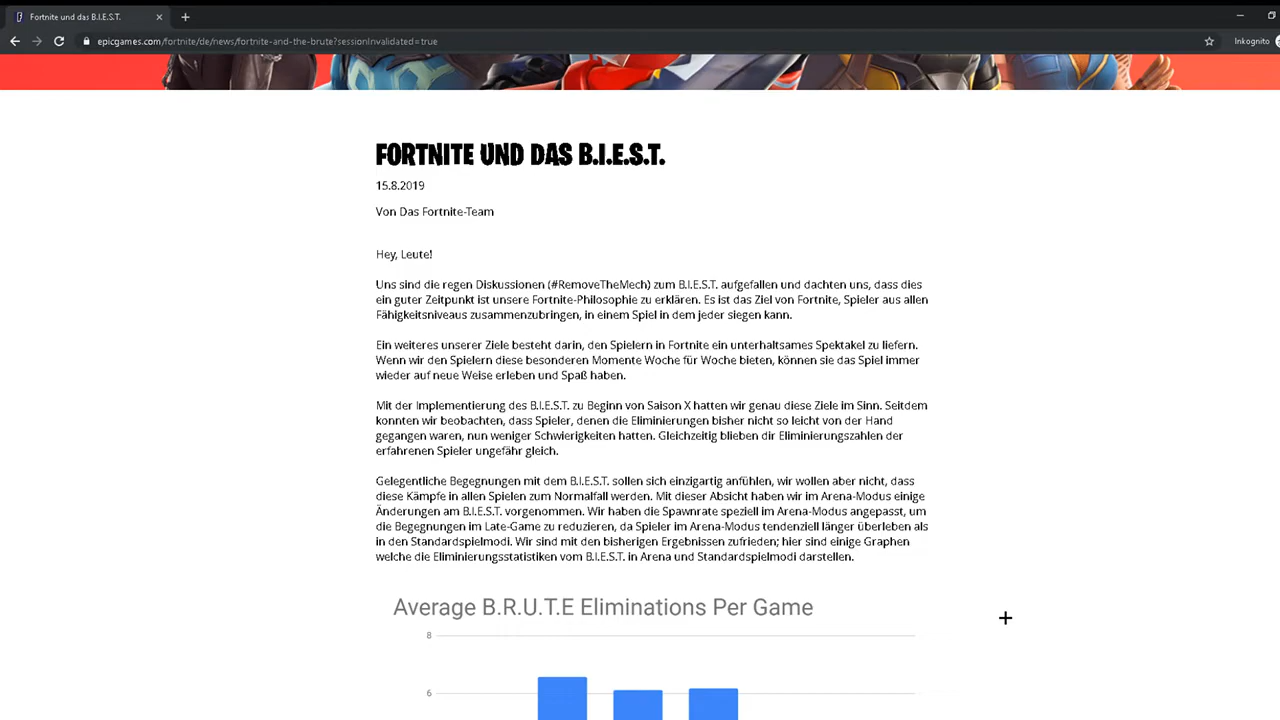 Fortnite und das B.I.E.S.T.
epicgames.com/fortnite/de/news/fortnite-and-the-brute?sessionInvalidated=true
Inkognito
FORTNITE UND DAS B.I.E.S.T.
15.8.2019
Von Das Fortnite-Team
Hey, Leute!
Uns sind die regen Diskussionen (#RemoveTheMech) zum B.I.E.S.T. aufgefallen und dachten uns, dass dies
ein guter Zeitpunkt ist unsere Fortnite-Philosophie zu erklären. Es ist das Ziel von Fortnite, Spieler aus allen
Fähigkeitsniveaus zusammenzubringen, in einem Spiel in dem jeder siegen kann.
Ein weiteres unserer Ziele besteht darin, den Spielern in Fortnite ein unterhaltsames Spektakel zu liefern.
Wenn wir den Spielern diese besonderen Momente Woche für Woche bieten, können sie das Spiel immer
wieder auf neue Weise erleben und Spaß haben.
Mit der Implementierung des B.I.E.S.T. zu Beginn von Saison X hatten wir genau diese Ziele im Sinn. Seitdem
konnten wir beobachten, dass Spieler, denen die Eliminierungen bisher nicht so leicht von der Hand
gegangen waren, nun weniger Schwierigkeiten hatten. Gleichzeitig blieben dir Eliminierungszahlen der
erfahrenen Spieler ungefähr gleich.
Gelegentliche Begegnungen mit dem B.I.E.S.T. sollen sich einzigartig anfühlen, wir wollen aber nicht, dass
diese Kämpfe in allen Spielen zum Normalfall werden. Mit dieser Absicht haben wir im Arena-Modus einige
Änderungen am B.I.E.S.T. vorgenommen. Wir haben die Spawnrate speziell im Arena-Modus angepasst, um
die Begegnungen im Late-Game zu reduzieren, da Spieler im Arena-Modus tendenziell länger überleben als
in den Standardspielmodi. Wir sind mit den bisherigen Ergebnissen zufrieden; hier sind einige Graphen
welche die Eliminierungsstatistiken vom B.I.E.S.T. in Arena und Standardspielmodi darstellen.
Average B.R.U.T.E Eliminations Per Game
8
6